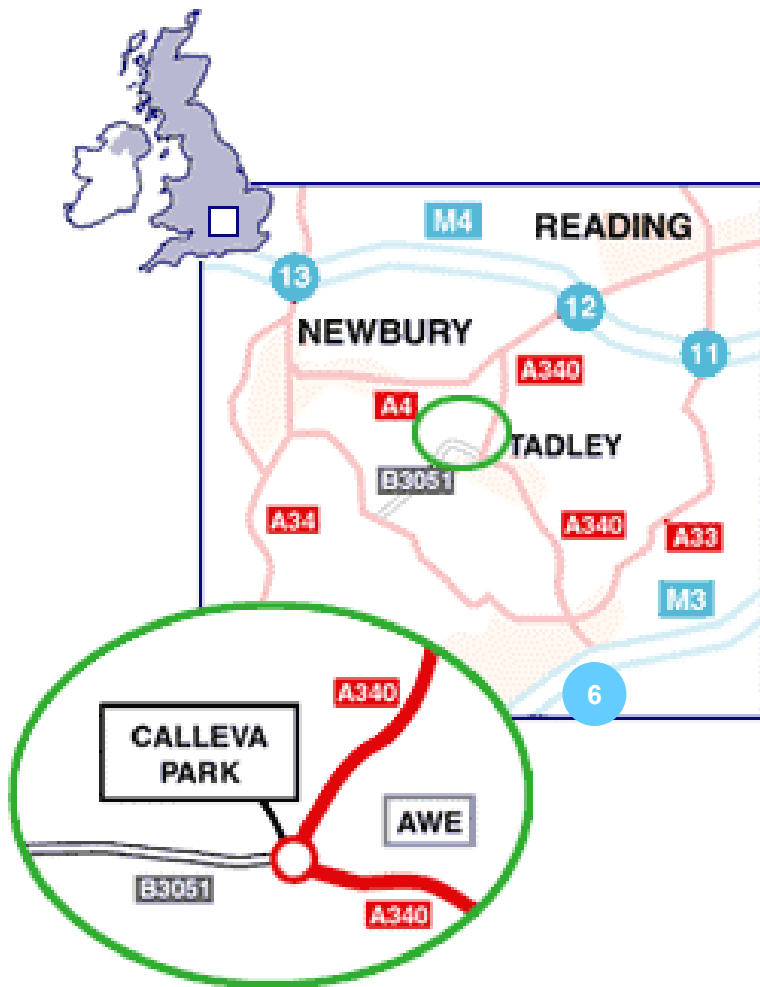 M4
READING
13
12
NEWBURY
11
A340
A4
TADLEY
B3051
A34
A340
A33
M3
6
A340
CALLEVA
PARK
AWE
B3051
A340